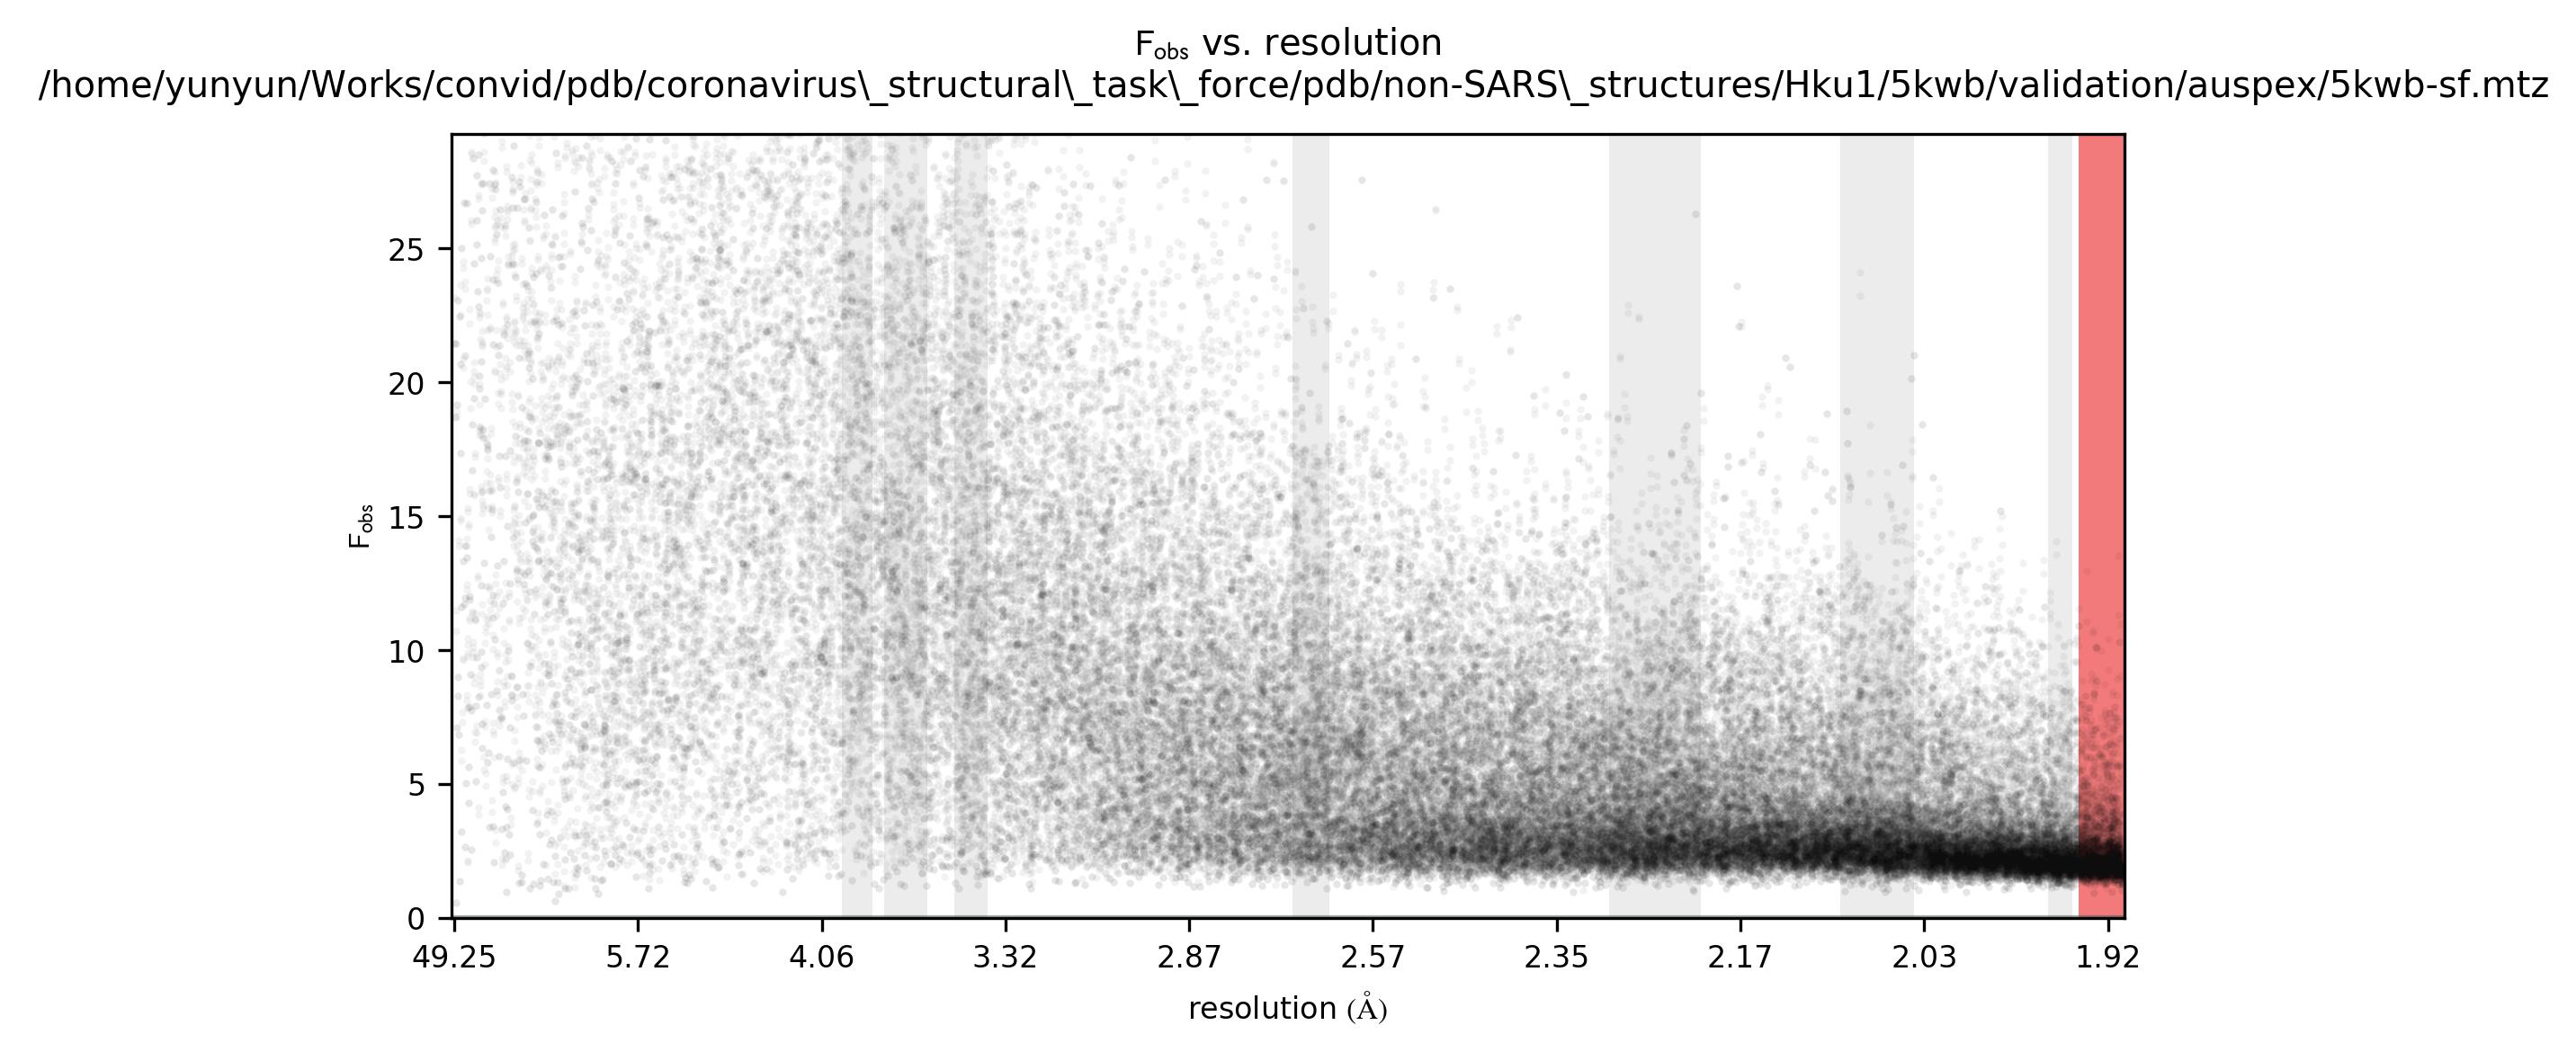 Fobs vs. resolution
/home/yunyun/Works/convid/pdb/coronavirus\_structural\_task\_force/pdb/non-SARS\_structures/Hku1/5kwb/validation/auspex/5kwb-sf.mtz
Fobs
25
20
15
10
5
0
49.25 5.72 4.06 3.32 2.87 2.57 2.35 2.17 2.03 1.92
resolution (Å)